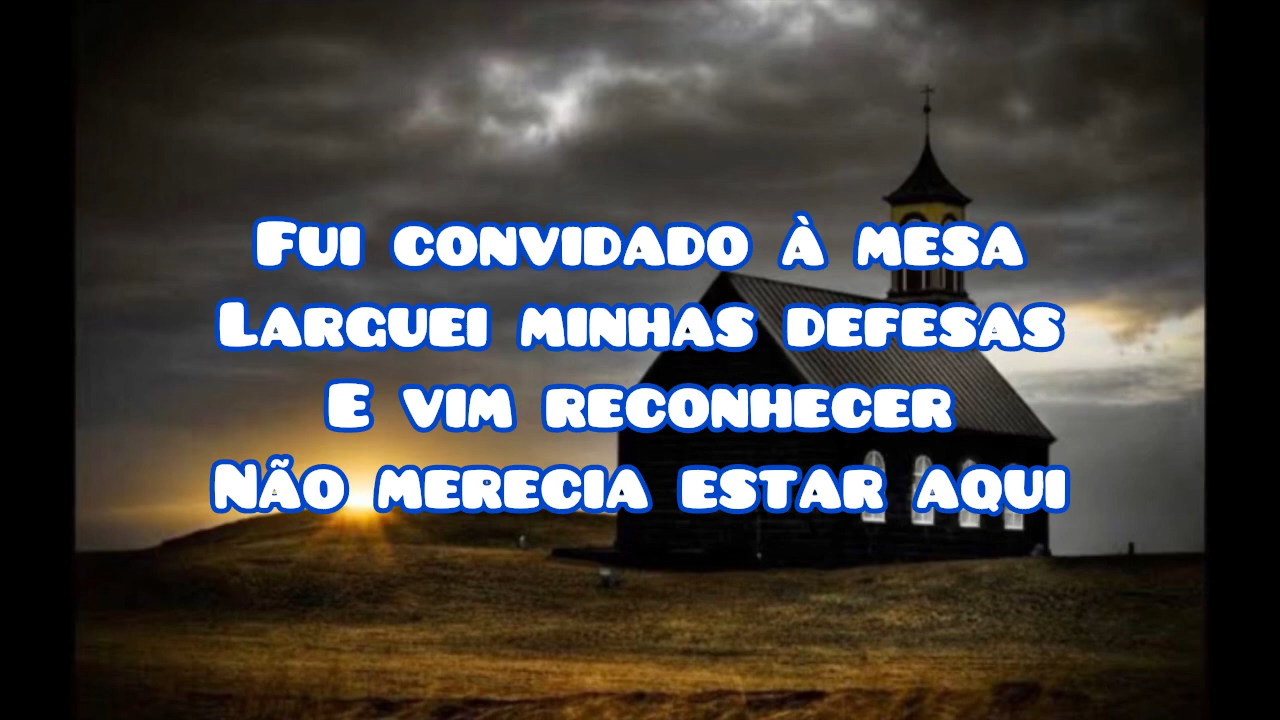 Fui convidado à mesa
Larguei minhas defesas
E vim reconhecer
Não merecia estar aqui